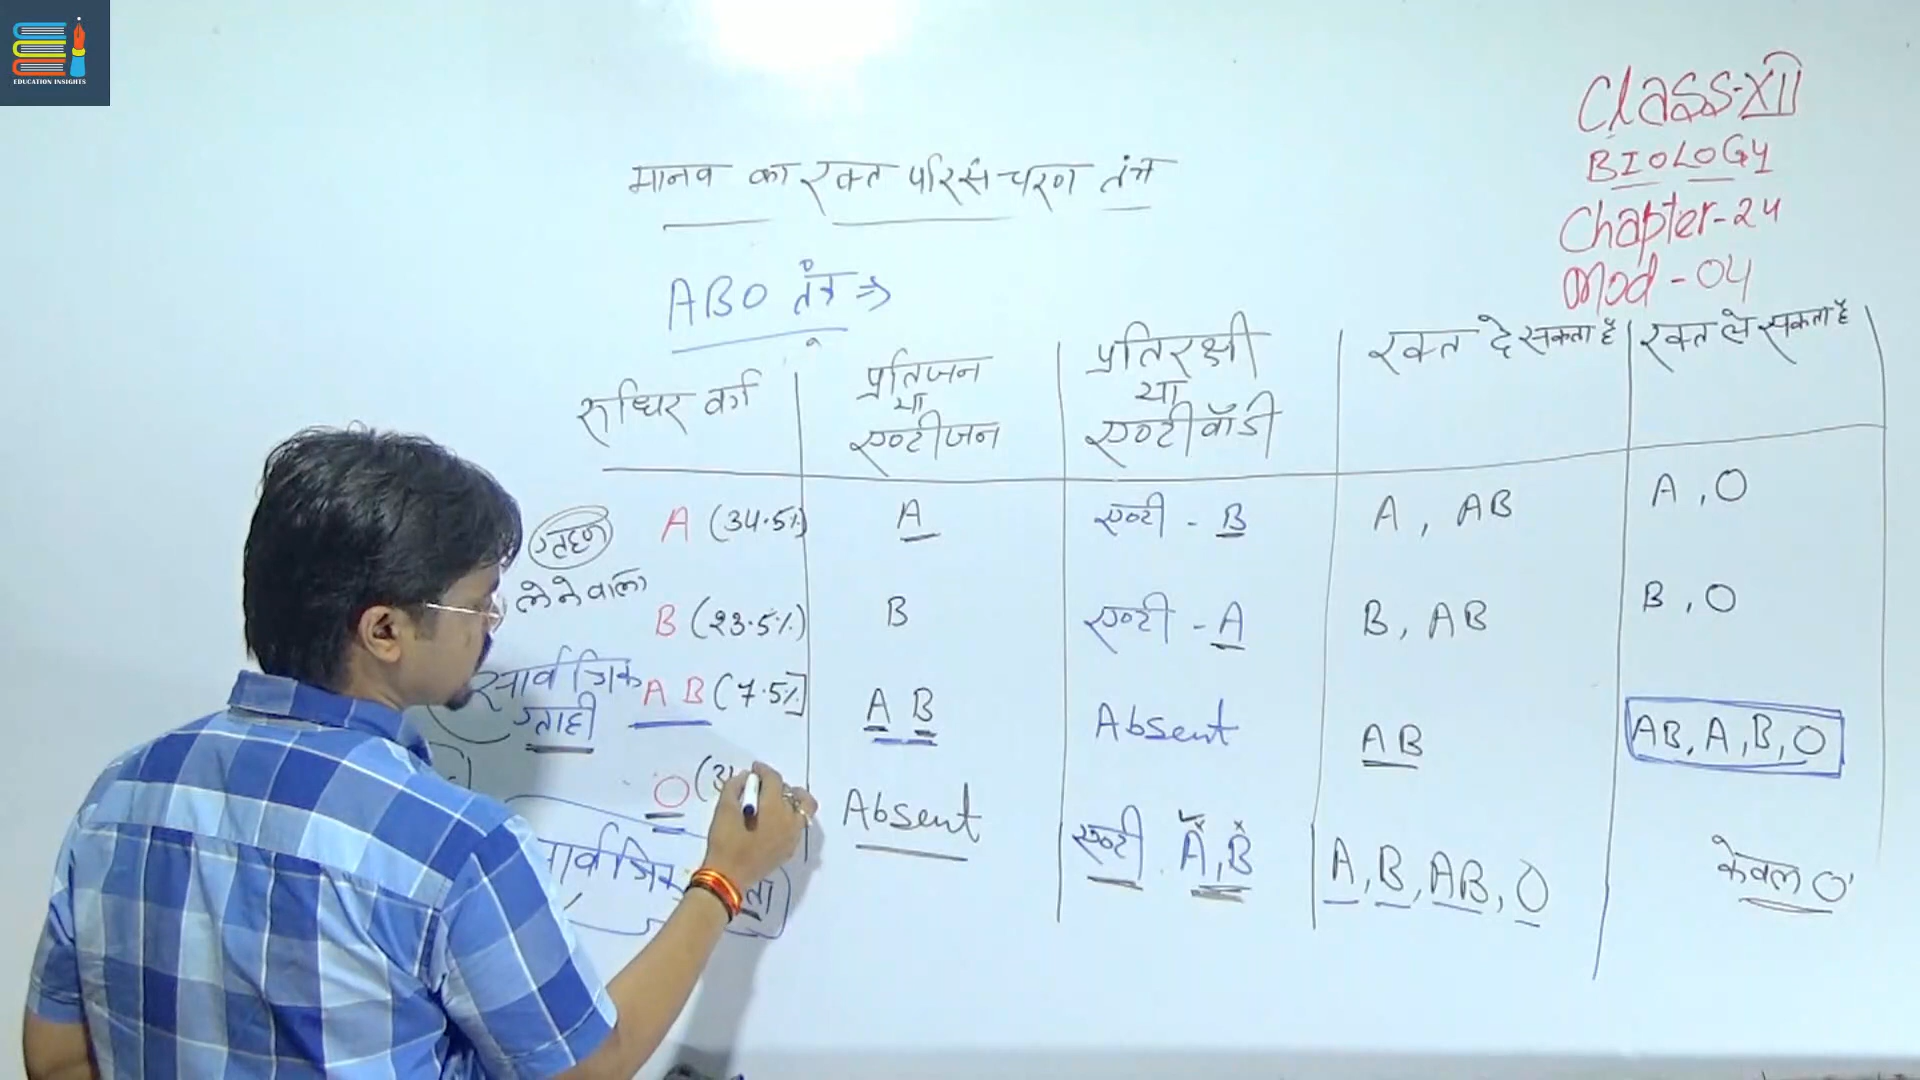 EDUCATION INSIGHTS
Class-XII
BIOLOGY
Chapter-24
Mod-04
मानव का रक्त परिसंचरण तंत्र
ABO तंत्र ⇒
रुधिर वर्ग
प्रतिजन
या
एण्टीजन
प्रतिरक्षी
या
एण्टीबॉडी
रक्त दे सकता है
रक्त ले सकता है
A (34.5%) A एण्टी - B A, AB A, O
लेने वाला
B (23.5%) B एण्टी - A B, AB B, O
सार्वत्रिक
ग्राही
AB (7.5%] AB Absent AB AB, A, B, O
O (3 Absent एण्टी A, B A, B, AB, O केवल 'O'